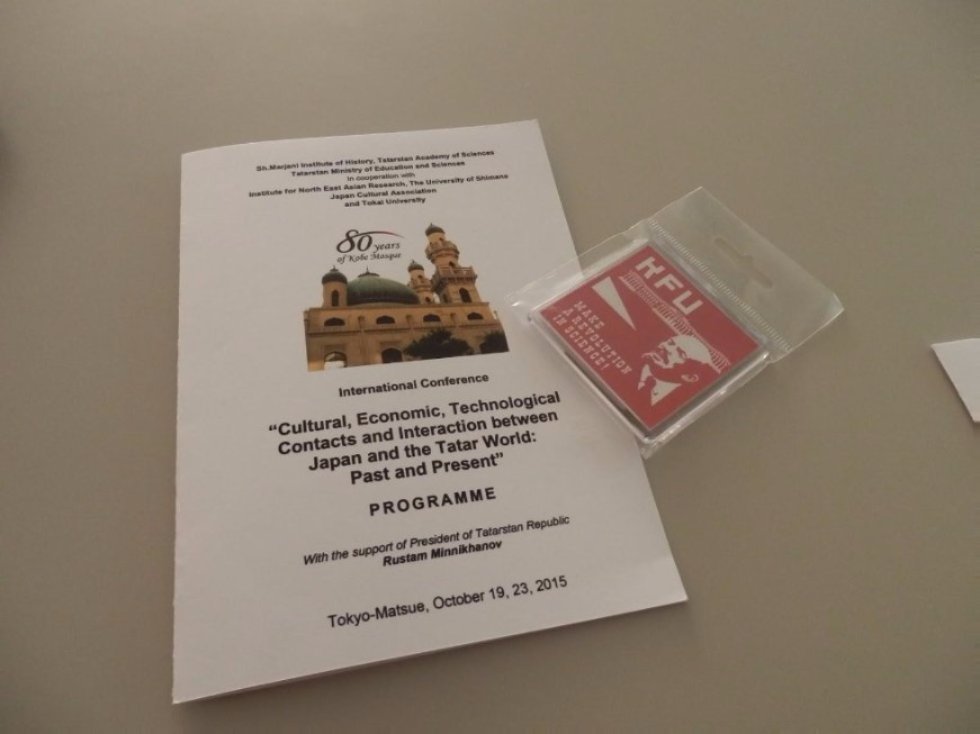 Sh.Marjani Institute of History, Tatarstan Academy of Sciences
Tatarstan Ministry of Education and Sciences
in cooperation with
Institute for North East Asian Research, The University of Shimane
Japan Cultural Association
and Tokai University
80 years
of Kobe Mosque
International Conference
“Cultural, Economic, Technological
Contacts and Interaction between
Japan and the Tatar World:
Past and Present”
PROGRAMME
With the support of President of Tatarstan Republic
Rustam Minnikhanov
Tokyo-Matsue, October 19, 23, 2015
KFU
MAKE
A REVOLUTION
IN SCIENCE!